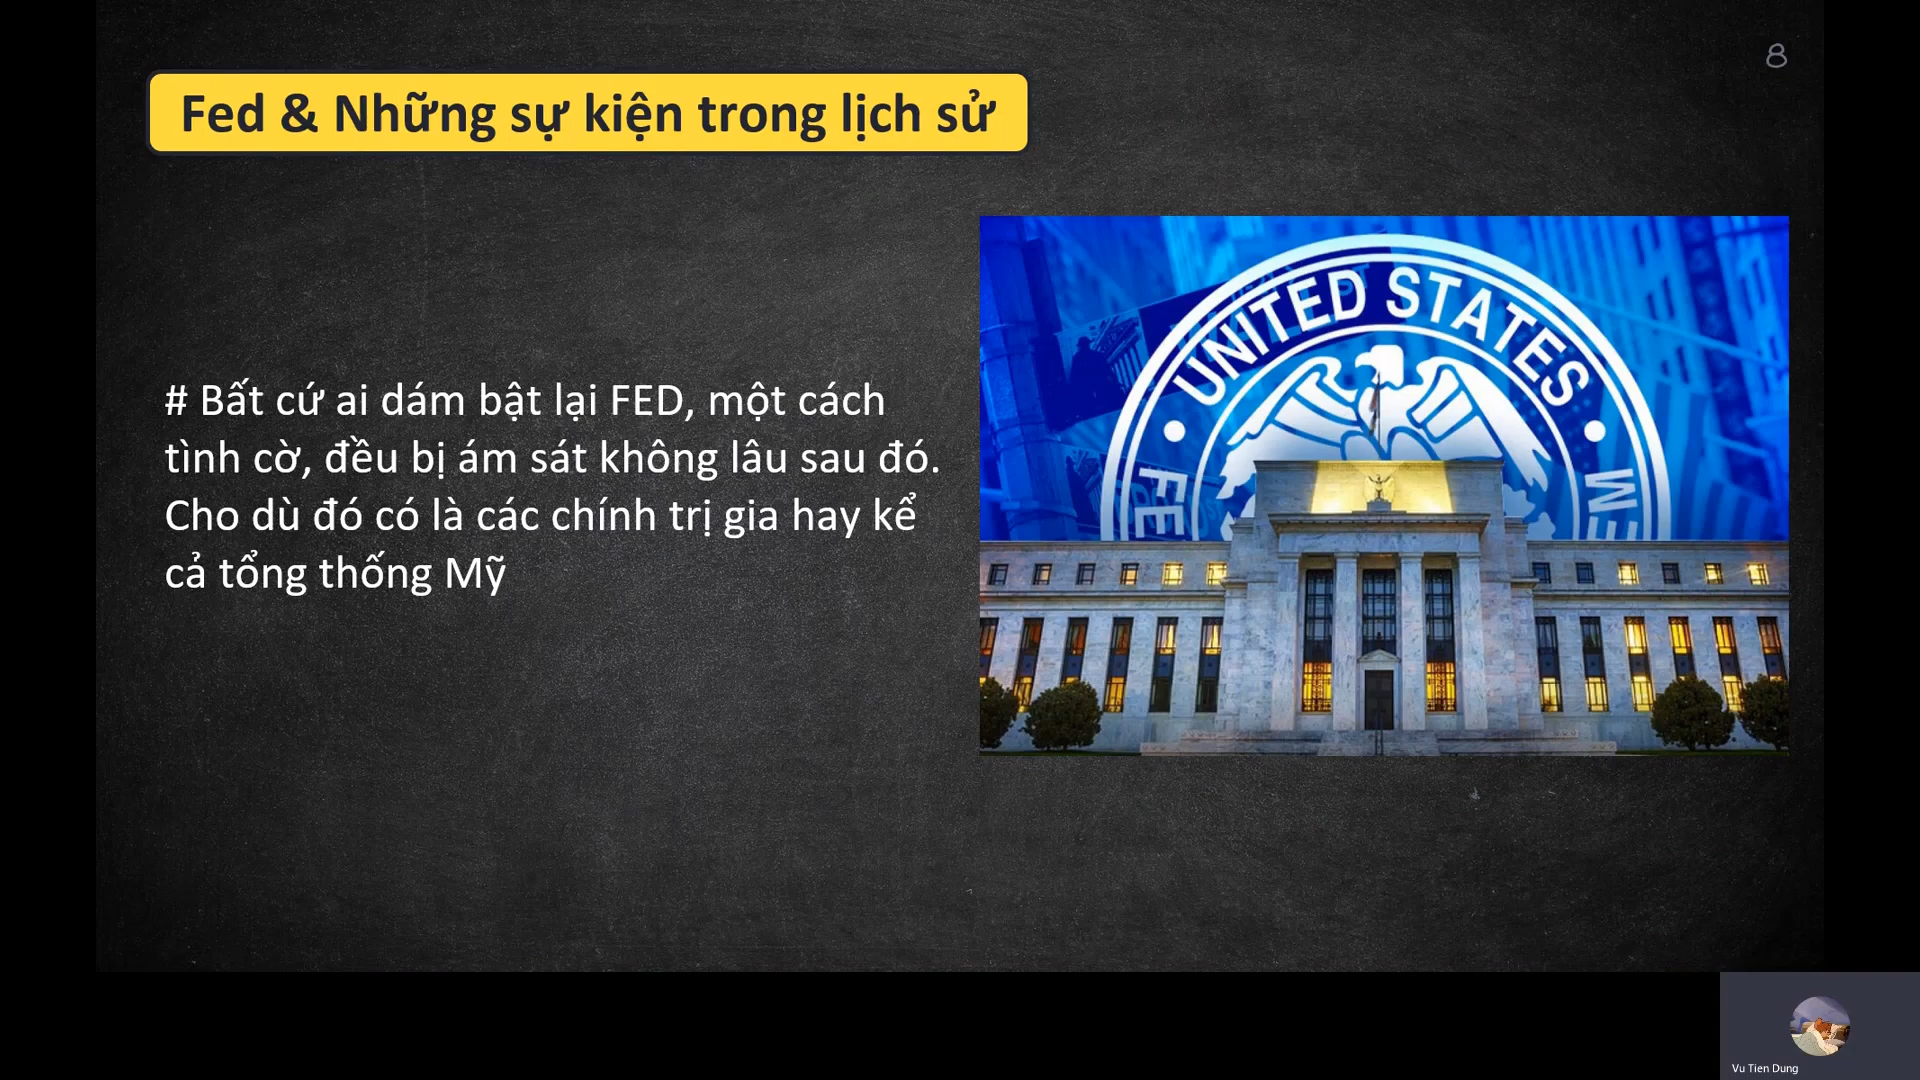 8
Fed & Những sự kiện trong lịch sử
# Bất cứ ai dám bật lại FED, một cách
tình cờ, đều bị ám sát không lâu sau đó.
Cho dù đó có là các chính trị gia hay kể
cả tổng thống Mỹ
UNITED STATES
FE
EM
Vu Tien Dung